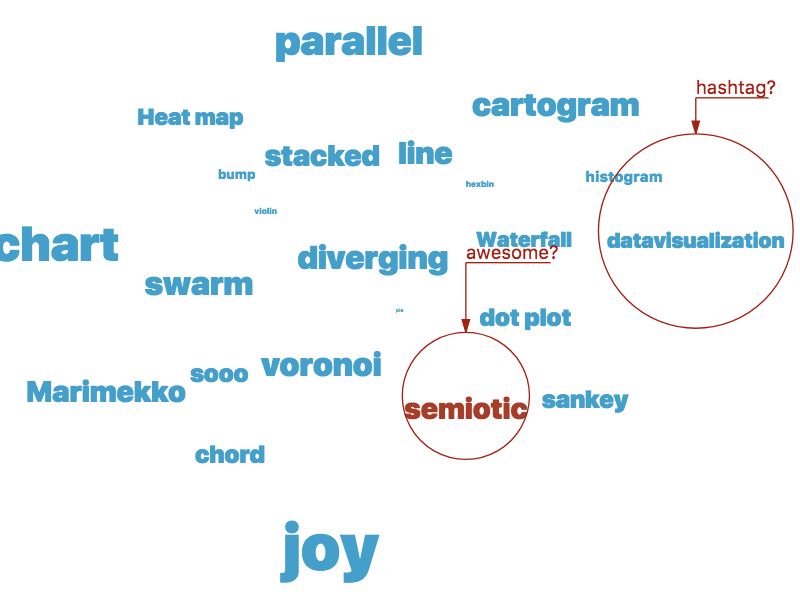 parallel
hashtag?
cartogram
Heat map
stacked
line
bump
hexbin
histogram
violin
chart
Waterfall
datavisualization
awesome?
diverging
swarm
pie
dot plot
voronoi
sooo
Marimekko
sankey
semiotic
chord
joy